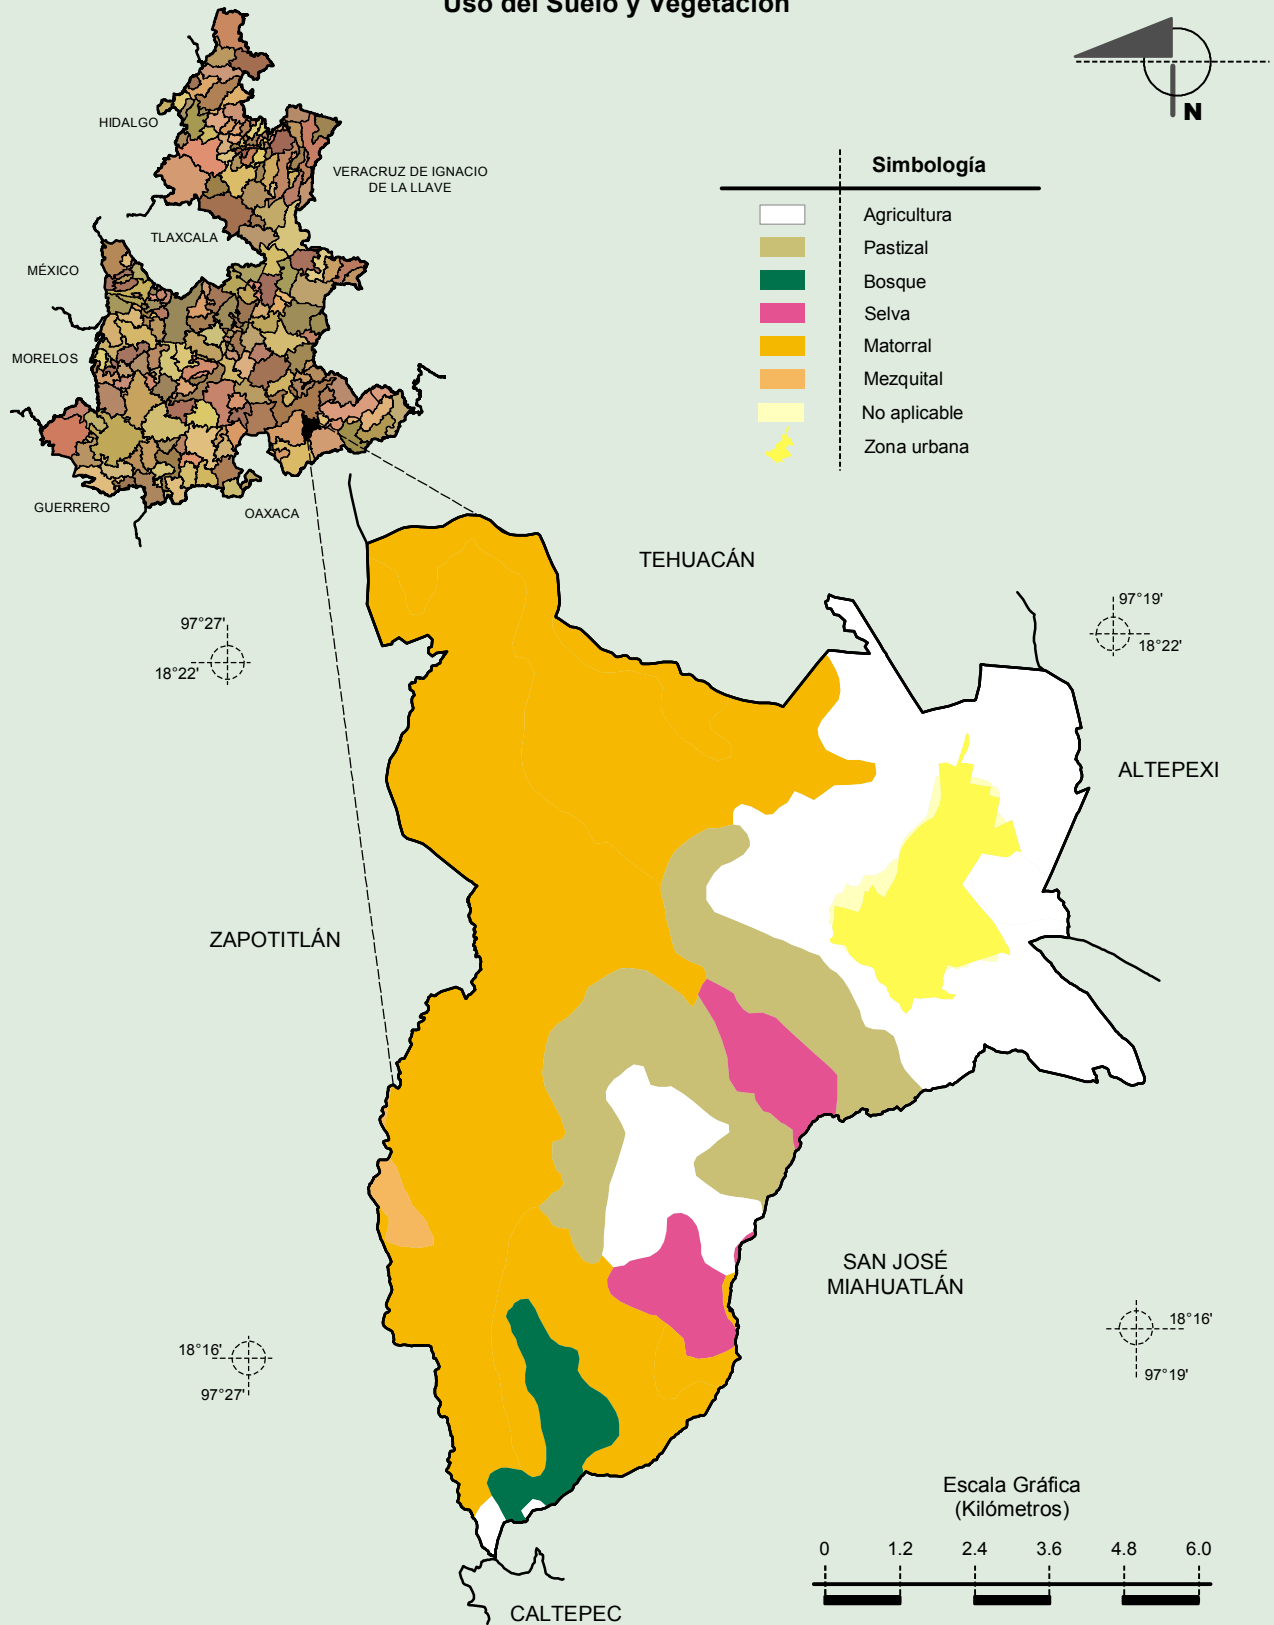 Uso del Suelo y Vegetación
N
HIDALGO
VERACRUZ DE IGNACIO
DE LA LLAVE
TLAXCALA
MÉXICO
MORELOS
GUERRERO
OAXACA
Simbología
Agricultura
Pastizal
Bosque
Selva
Matorral
Mezquital
No aplicable
Zona urbana
TEHUACÁN
97°27'
18°22'
97°19'
18°22'
ALTEPEXI
ZAPOTITLÁN
SAN JOSÉ
MIAHUATLÁN
18°16'
97°27'
18°16'
97°19'
Escala Gráfica
(Kilómetros)
0 1.2 2.4 3.6 4.8 6.0
CALTEPEC